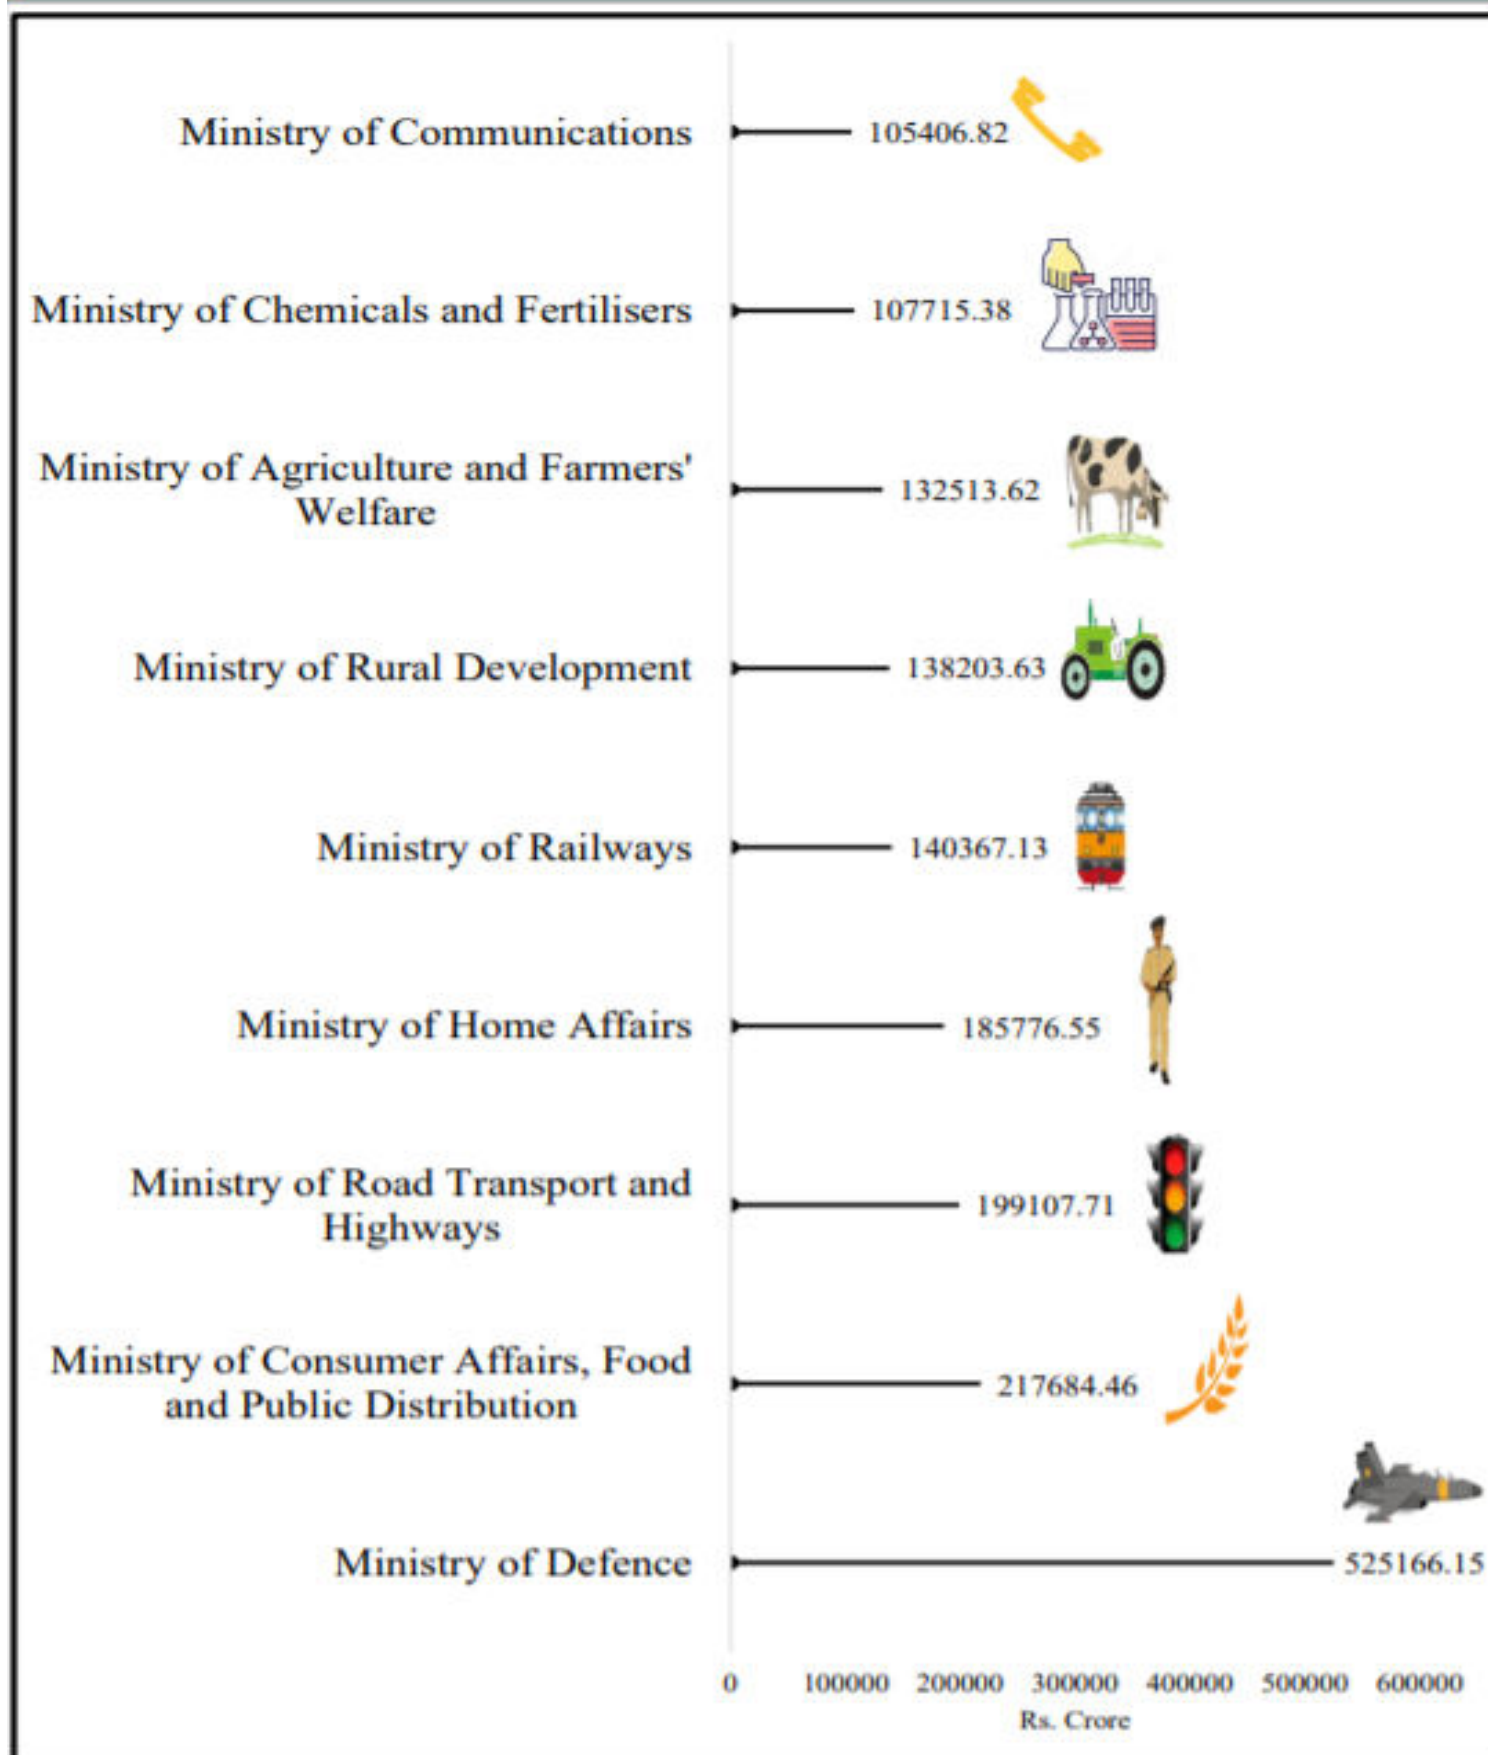 Ministry of Communications
105406.82
Ministry of Chemicals and Fertilisers
107715.38
Ministry of Agriculture and Farmers'
Welfare
132513.62
Ministry of Rural Development
138203.63
Ministry of Railways
140367.13
Ministry of Home Affairs
185776.55
Ministry of Road Transport and
Highways
199107.71
Ministry of Consumer Affairs, Food
and Public Distribution
217684.46
Ministry of Defence
525166.15
0 100000 200000 300000 400000 500000 600000
Rs. Crore